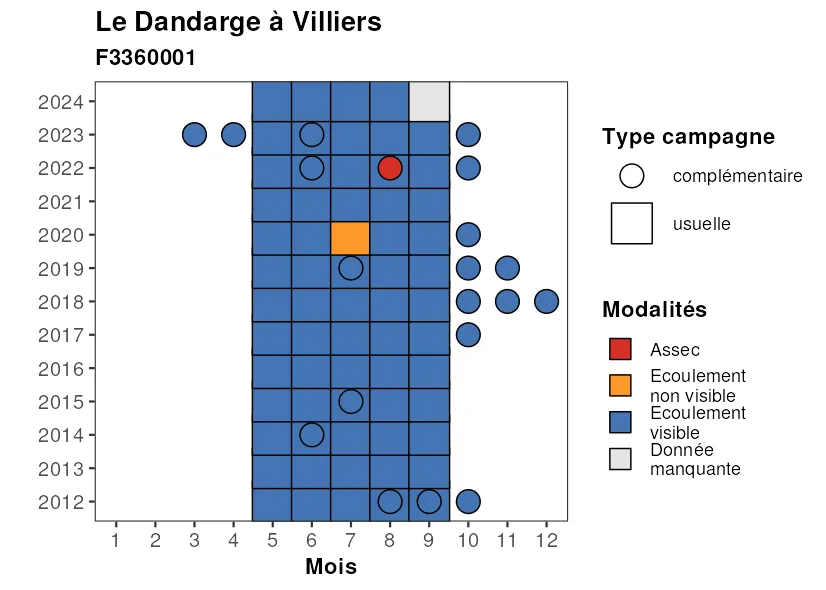 Le Dandarge à Villiers
F3360001
2024
2023
2022
2021
2020
2019
2018
2017
2016
2015
2014
2013
2012
1 2 3 4 5 6 7 8 9 10 11 12
Mois
Type campagne
complémentaire
usuelle
Modalités
Assec
Ecoulement
non visible
Ecoulement
visible
Donnée
manquante